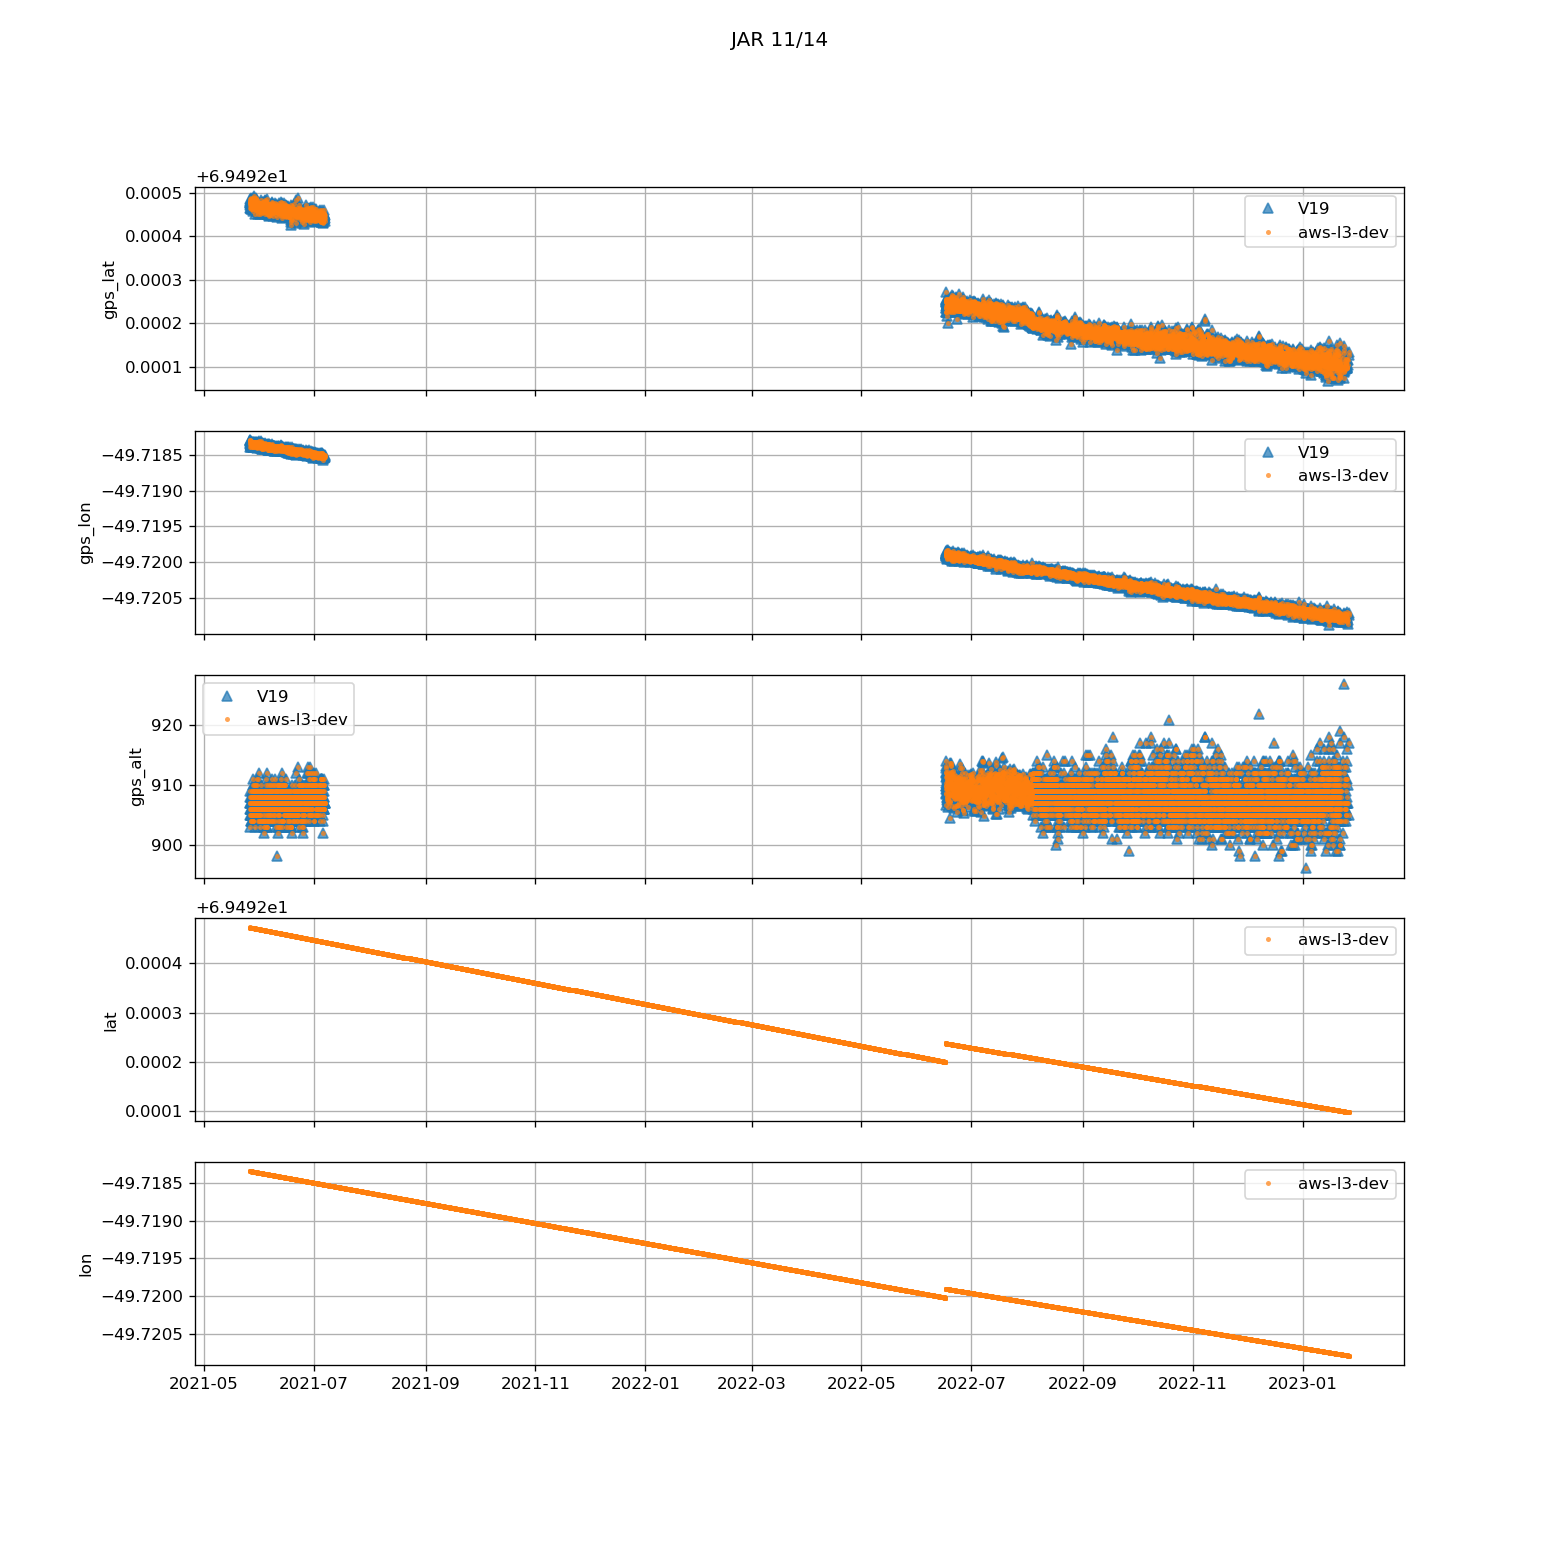 JAR 11/14
+6.9492e1
0.0005
0.0004
0.0003
0.0002
0.0001
gps_lat
V19
aws-l3-dev
−49.7185
−49.7190
−49.7195
−49.7200
−49.7205
gps_lon
V19
aws-l3-dev
920
910
900
gps_alt
V19
aws-l3-dev
+6.9492e1
0.0004
0.0003
0.0002
0.0001
lat
aws-l3-dev
−49.7185
−49.7190
−49.7195
−49.7200
−49.7205
lon
aws-l3-dev
2021-05 2021-07 2021-09 2021-11 2022-01 2022-03 2022-05 2022-07 2022-09 2022-11 2023-01